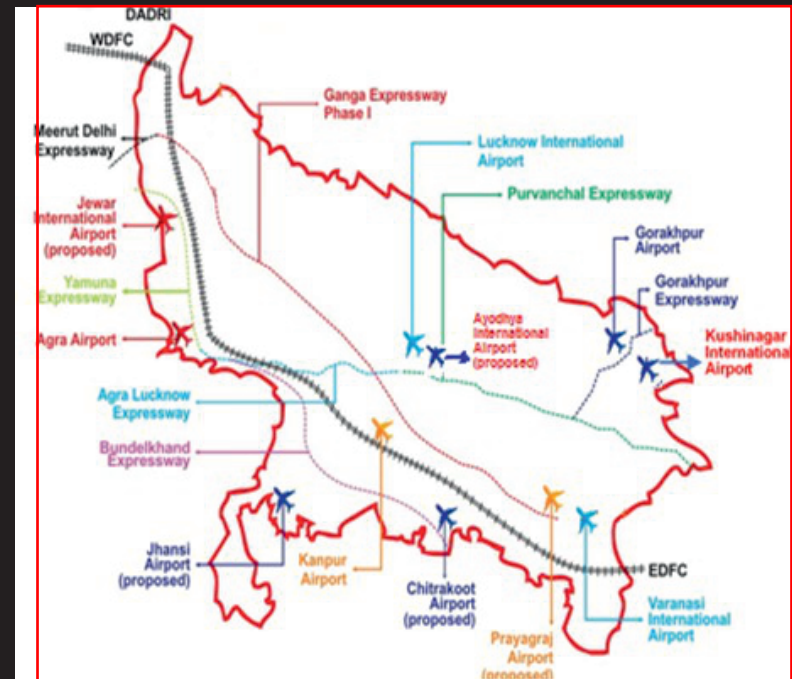 DADRI
WDFC
Ganga Expressway
Phase I
Meerut Delhi
Expressway
Lucknow International
Airport
Purvanchal Expressway
Jewar
International
Airport
(proposed)
Gorakhpur
Airport
Gorakhpur
Expressway
Yamuna
Expressway
Agra Airport
Ayodhya
International
Airport
(proposed)
Kushinagar
International
Airport
Agra Lucknow
Expressway
Bundelkhand
Expressway
Jhansi
Airport
(proposed)
Kanpur
Airport
Chitrakoot
Airport
(proposed)
EDFC
Varanasi
International
Airport
Prayagraj
Airport
(proposed)